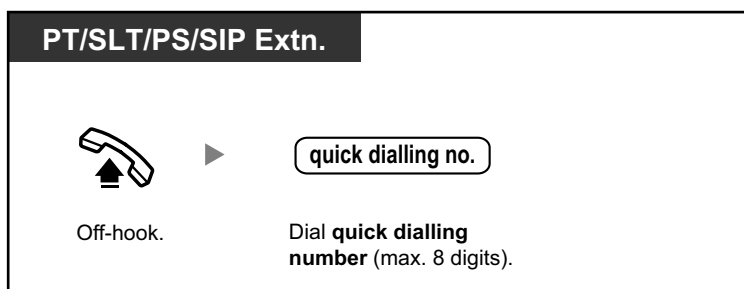 PT/SLT/PS/SIP Extn.
quick dialling no.
Off-hook.
Dial quick dialling
number (max. 8 digits).